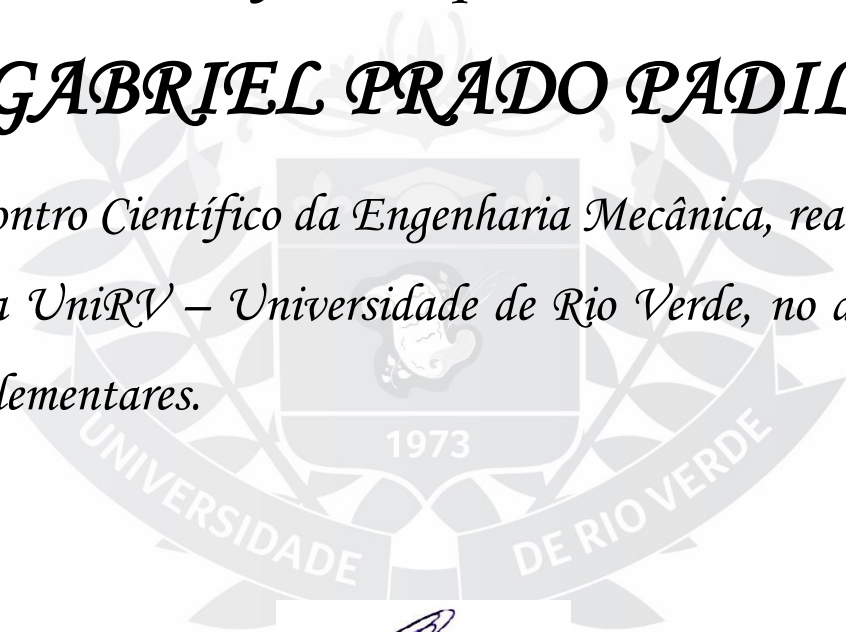 GABRIEL PRADO PADIL
ontro Científico da Engenharia Mecânica, rea
a UniRV – Universidade de Rio Verde, no d
lementares.
1973
UNIVERSIDADE DE RIO VERDE